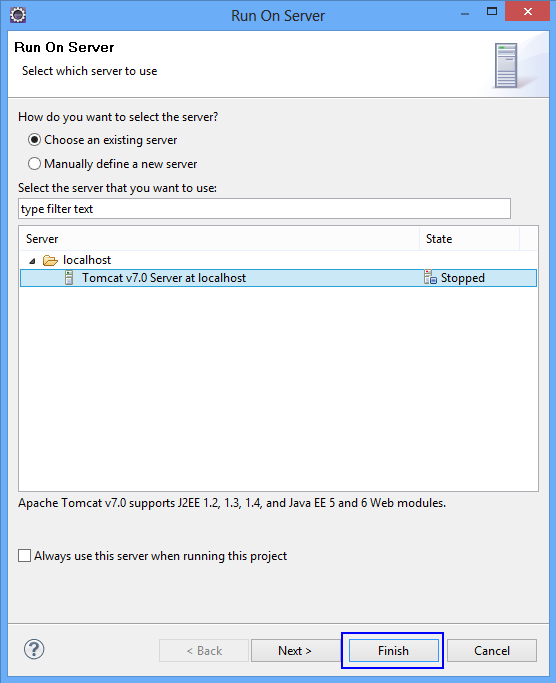 Run On Server
Run On Server
Select which server to use
How do you want to select the server?
Choose an existing server
Manually define a new server
Select the server that you want to use:
type filter text
Server State
localhost
Tomcat v7.0 Server at localhost Stopped
Apache Tomcat v7.0 supports J2EE 1.2, 1.3, 1.4, and Java EE 5 and 6 Web modules.
Always use this server when running this project
? < Back Next > Finish Cancel